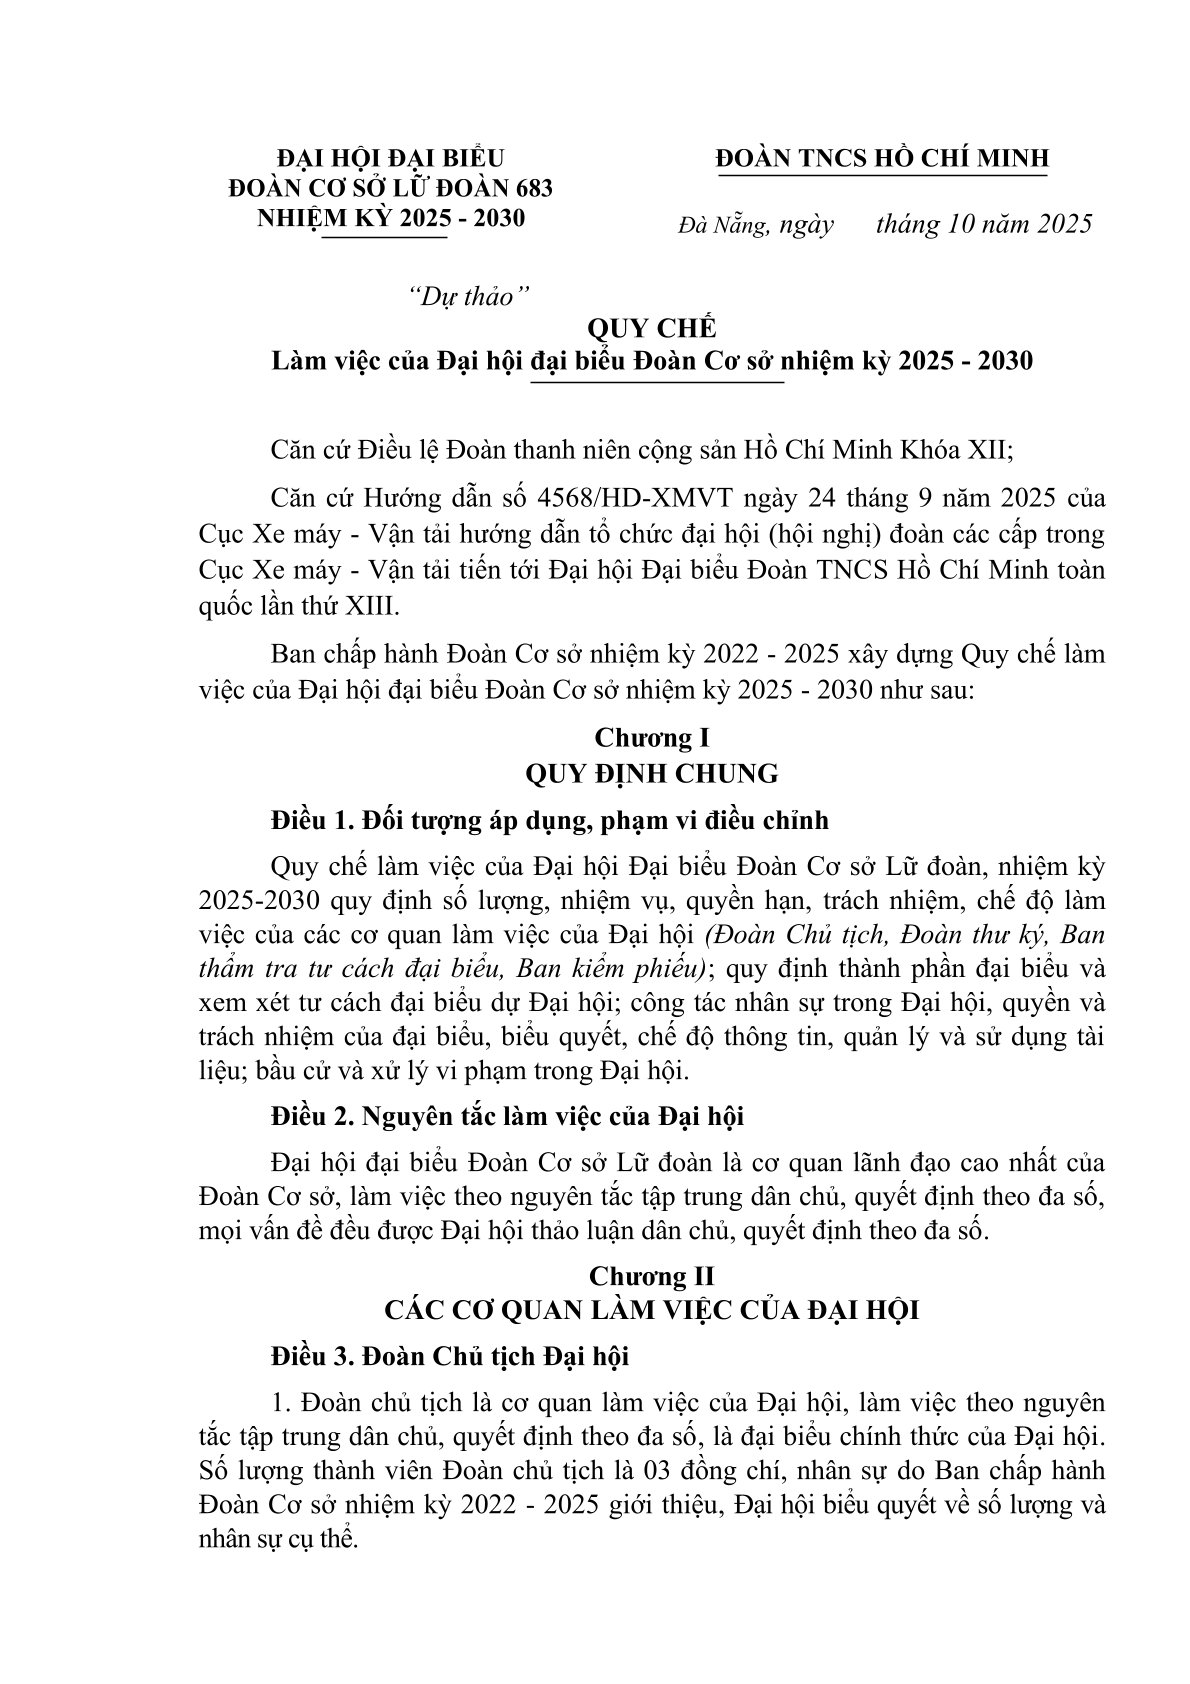 ĐẠI HỘI ĐẠI BIỂU
ĐOÀN CƠ SỞ LỮ ĐOÀN 683
NHIỆM KỲ 2025 - 2030
ĐOÀN TNCS HỒ CHÍ MINH
Đà Nẵng, ngày      tháng 10 năm 2025
“Dự thảo”
QUY CHẾ
Làm việc của Đại hội đại biểu Đoàn Cơ sở nhiệm kỳ 2025 - 2030
Căn cứ Điều lệ Đoàn thanh niên cộng sản Hồ Chí Minh Khóa XII;
Căn cứ Hướng dẫn số 4568/HD-XMVT ngày 24 tháng 9 năm 2025 của
Cục Xe máy - Vận tải hướng dẫn tổ chức đại hội (hội nghị) đoàn các cấp trong
Cục Xe máy - Vận tải tiến tới Đại hội Đại biểu Đoàn TNCS Hồ Chí Minh toàn
quốc lần thứ XIII.
Ban chấp hành Đoàn Cơ sở nhiệm kỳ 2022 - 2025 xây dựng Quy chế làm
việc của Đại hội đại biểu Đoàn Cơ sở nhiệm kỳ 2025 - 2030 như sau:
Chương I
QUY ĐỊNH CHUNG
Điều 1. Đối tượng áp dụng, phạm vi điều chỉnh
Quy chế làm việc của Đại hội Đại biểu Đoàn Cơ sở Lữ đoàn, nhiệm kỳ
2025-2030 quy định số lượng, nhiệm vụ, quyền hạn, trách nhiệm, chế độ làm
việc của các cơ quan làm việc của Đại hội (Đoàn Chủ tịch, Đoàn thư ký, Ban
thẩm tra tư cách đại biểu, Ban kiểm phiếu); quy định thành phần đại biểu và
xem xét tư cách đại biểu dự Đại hội; công tác nhân sự trong Đại hội, quyền và
trách nhiệm của đại biểu, biểu quyết, chế độ thông tin, quản lý và sử dụng tài
liệu; bầu cử và xử lý vi phạm trong Đại hội.
Điều 2. Nguyên tắc làm việc của Đại hội
Đại hội đại biểu Đoàn Cơ sở Lữ đoàn là cơ quan lãnh đạo cao nhất của
Đoàn Cơ sở, làm việc theo nguyên tắc tập trung dân chủ, quyết định theo đa số,
mọi vấn đề đều được Đại hội thảo luận dân chủ, quyết định theo đa số.
Chương II
CÁC CƠ QUAN LÀM VIỆC CỦA ĐẠI HỘI
Điều 3. Đoàn Chủ tịch Đại hội
1. Đoàn chủ tịch là cơ quan làm việc của Đại hội, làm việc theo nguyên
tắc tập trung dân chủ, quyết định theo đa số, là đại biểu chính thức của Đại hội.
Số lượng thành viên Đoàn chủ tịch là 03 đồng chí, nhân sự do Ban chấp hành
Đoàn Cơ sở nhiệm kỳ 2022 - 2025 giới thiệu, Đại hội biểu quyết về số lượng và
nhân sự cụ thể.